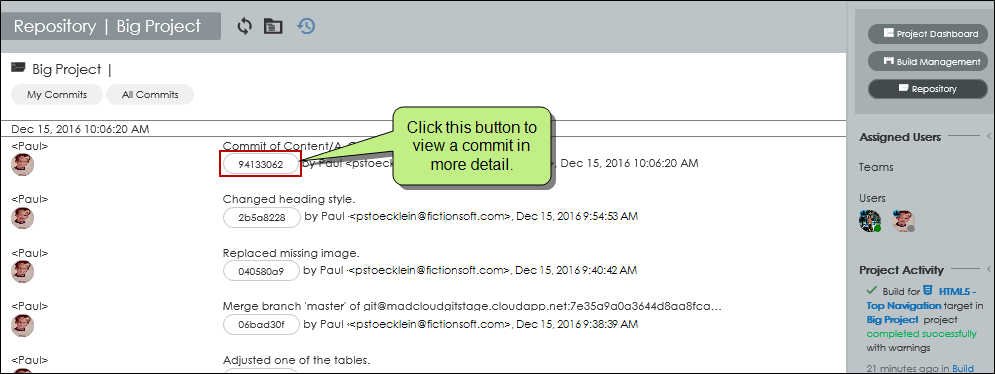 Repository | Big Project
Big Project |
My Commits
All Commits
Dec 15, 2016 10:06:20 AM
<Paul>
Commit of Content/A
94133062
by Paul <pstoecklein@fictionsoft.com>, Dec 15, 2016 10:06:20 AM
Click this button to
view a commit in
more detail.
<Paul>
Changed heading style.
2b5a8228
by Paul <pstoecklein@fictionsoft.com>, Dec 15, 2016 9:54:53 AM
<Paul>
Replaced missing image.
040580a9
by Paul <pstoecklein@fictionsoft.com>, Dec 15, 2016 9:40:42 AM
<Paul>
Merge branch 'master' of git@madcloudgitstage.cloudapp.net:7e35a9a0a3644d8aa8fca…
06bad30f
by Paul <pstoecklein@fictionsoft.com>, Dec 15, 2016 9:38:39 AM
<Paul>
Adjusted one of the tables.
Project Dashboard
Build Management
Repository
Assigned Users
Teams
Users
Project Activity
Build for HTML5 -
Top Navigation target in
Big Project project
completed successfully
with warnings
21 minutes ago in Build